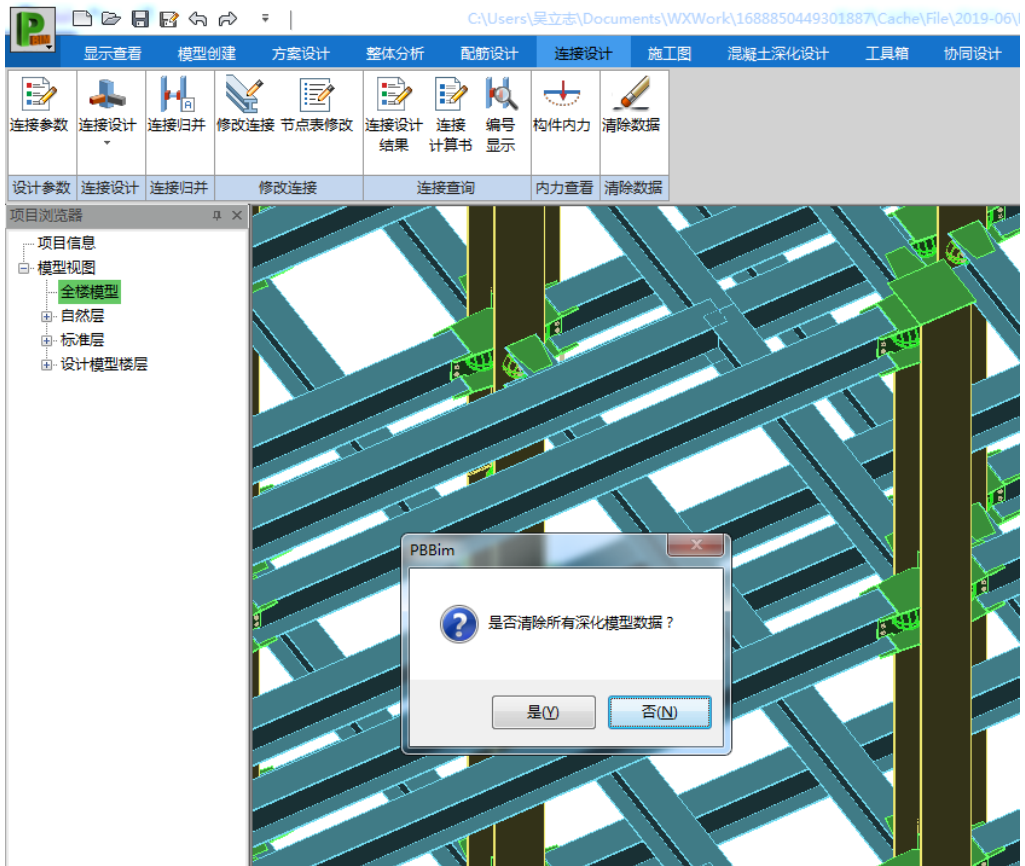 C:\Users\吴立志\Documents\WXWork\1688850449301887\Cache\File\2019-06\
显示查看 模型创建 方案设计 整体分析 配筋设计 连接设计 施工图 混凝土深化设计 工具箱 协同设计
连接参数 连接设计 连接归并 修改连接 节点表修改 连接设计结果 连接计算书 编号显示 构件内力 清除数据
设计参数 连接设计 连接归并 修改连接 连接查询 内力查看 清除数据
项目浏览器
项目信息
模型视图
全楼模型
自然层
标准层
设计模型楼层
PBBim
是否清除所有深化模型数据？
是(Y) 否(N)